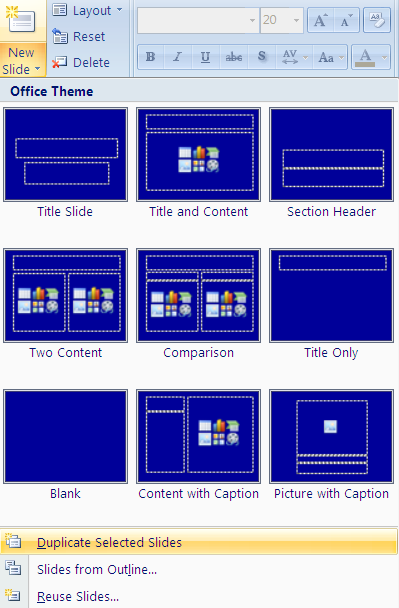 New
Slide
Layout
Reset
Delete
20
A A Aa
B I U abc S AV Aa A
Office Theme
Title Slide Title and Content Section Header
Two Content Comparison Title Only
Blank Content with Caption Picture with Caption
Duplicate Selected Slides
Slides from Outline...
Reuse Slides...